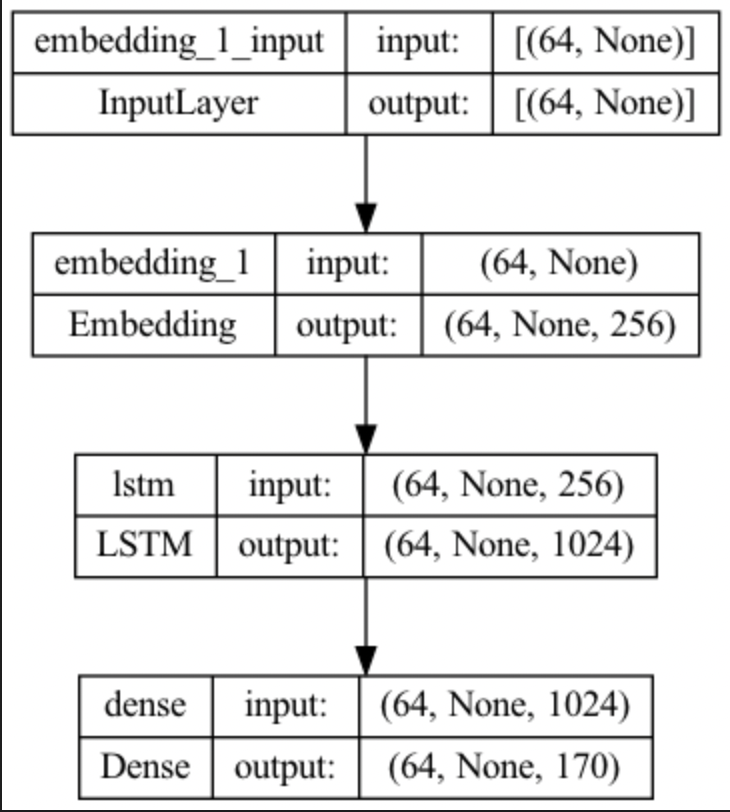 embedding_1_input input: [(64, None)]
InputLayer output: [(64, None)]
embedding_1 input: (64, None)
Embedding output: (64, None, 256)
lstm input: (64, None, 256)
LSTM output: (64, None, 1024)
dense input: (64, None, 1024)
Dense output: (64, None, 170)